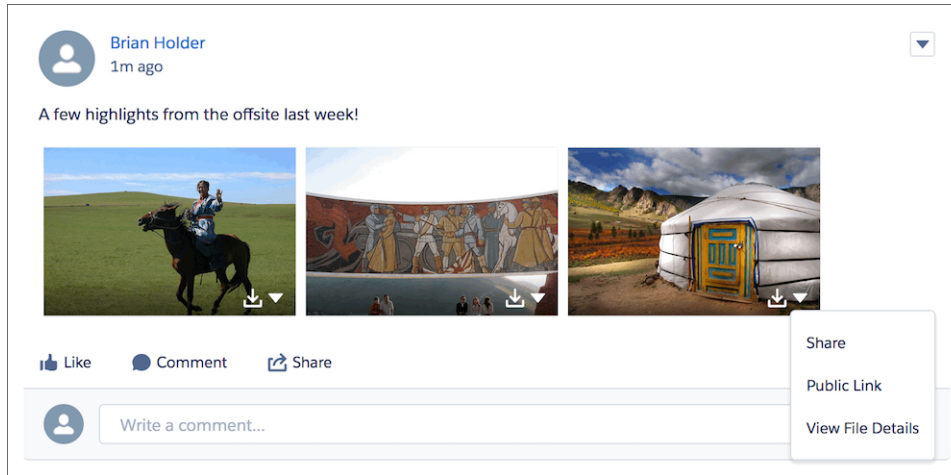 Brian Holder
1m ago
A few highlights from the offsite last week!
Like
Comment
Share
Write a comment...
Share
Public Link
View File Details